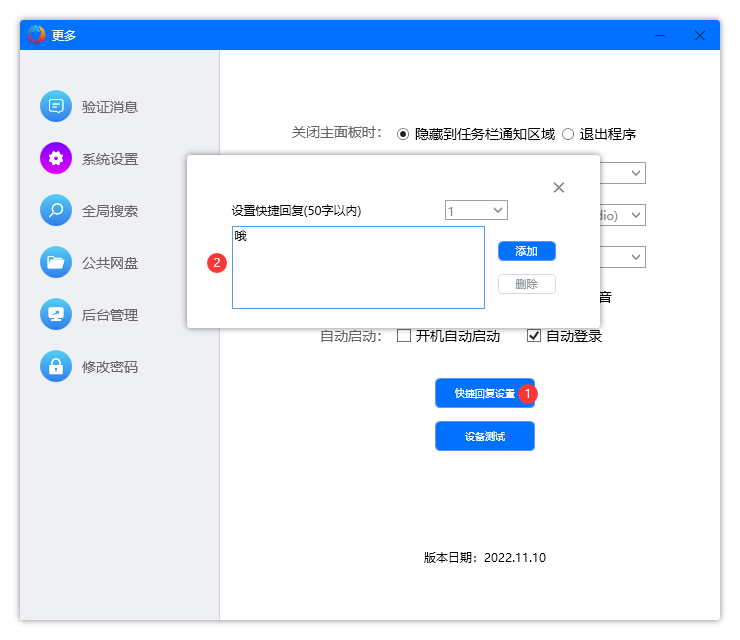 更多
验证消息
系统设置
全局搜索
公共网盘
后台管理
修改密码
关闭主面板时： 隐藏到任务栏通知区域 退出程序
设置快捷回复(50字以内) 1
哦
2
添加
删除
dio)
音
自动启动： 开机自动启动 自动登录
快捷回复设置 1
设备测试
版本日期：2022.11.10